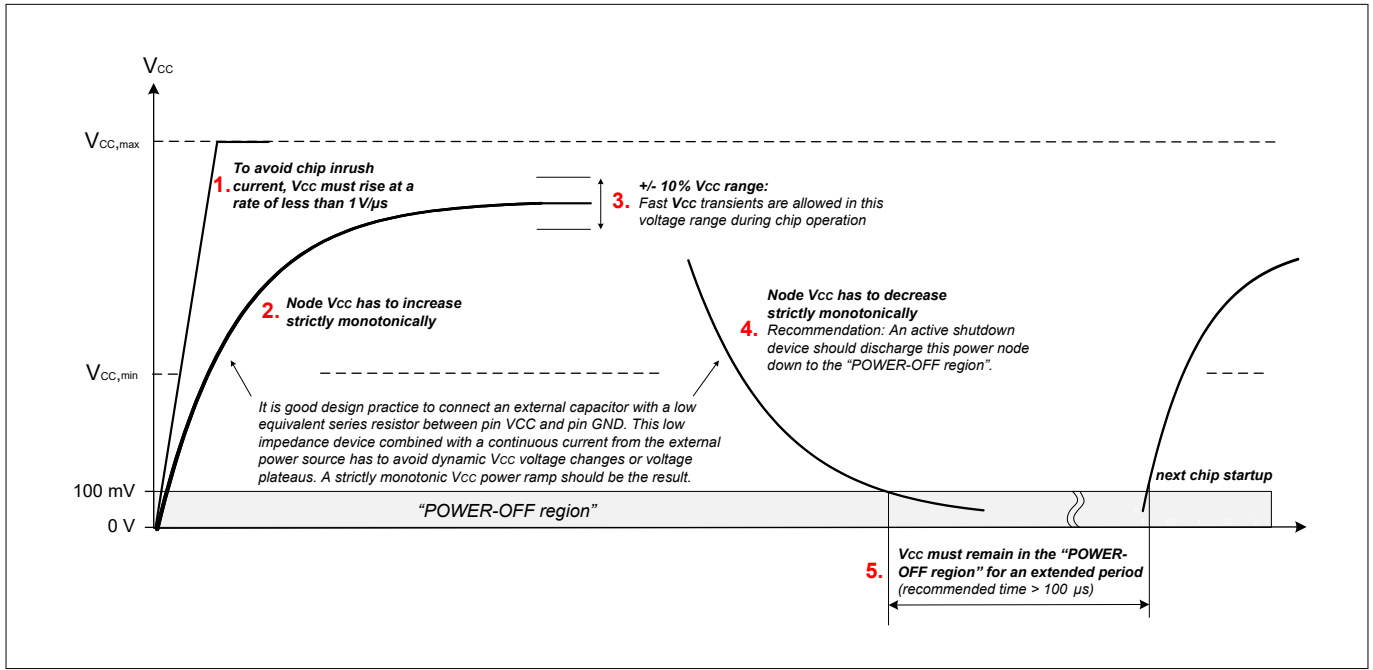 VCC
VCC,max
1. To avoid chip inrush
current, VCC must rise at a
rate of less than 1 V/µs
+/- 10% VCC range:
3. Fast VCC transients are allowed in this
voltage range during chip operation
2. Node VCC has to increase
strictly monotonically
Node VCC has to decrease
strictly monotonically
4. Recommendation: An active shutdown
device should discharge this power node
down to the “POWER-OFF region”.
VCC,min
It is good design practice to connect an external capacitor with a low
equivalent series resistor between pin VCC and pin GND. This low
impedance device combined with a continuous current from the external
power source has to avoid dynamic VCC voltage changes or voltage
plateaus. A strictly monotonic VCC power ramp should be the result.
next chip startup
100 mV
“POWER-OFF region”
0 V
VCC must remain in the “POWER-
5. OFF region” for an extended period
(recommended time > 100 µs)